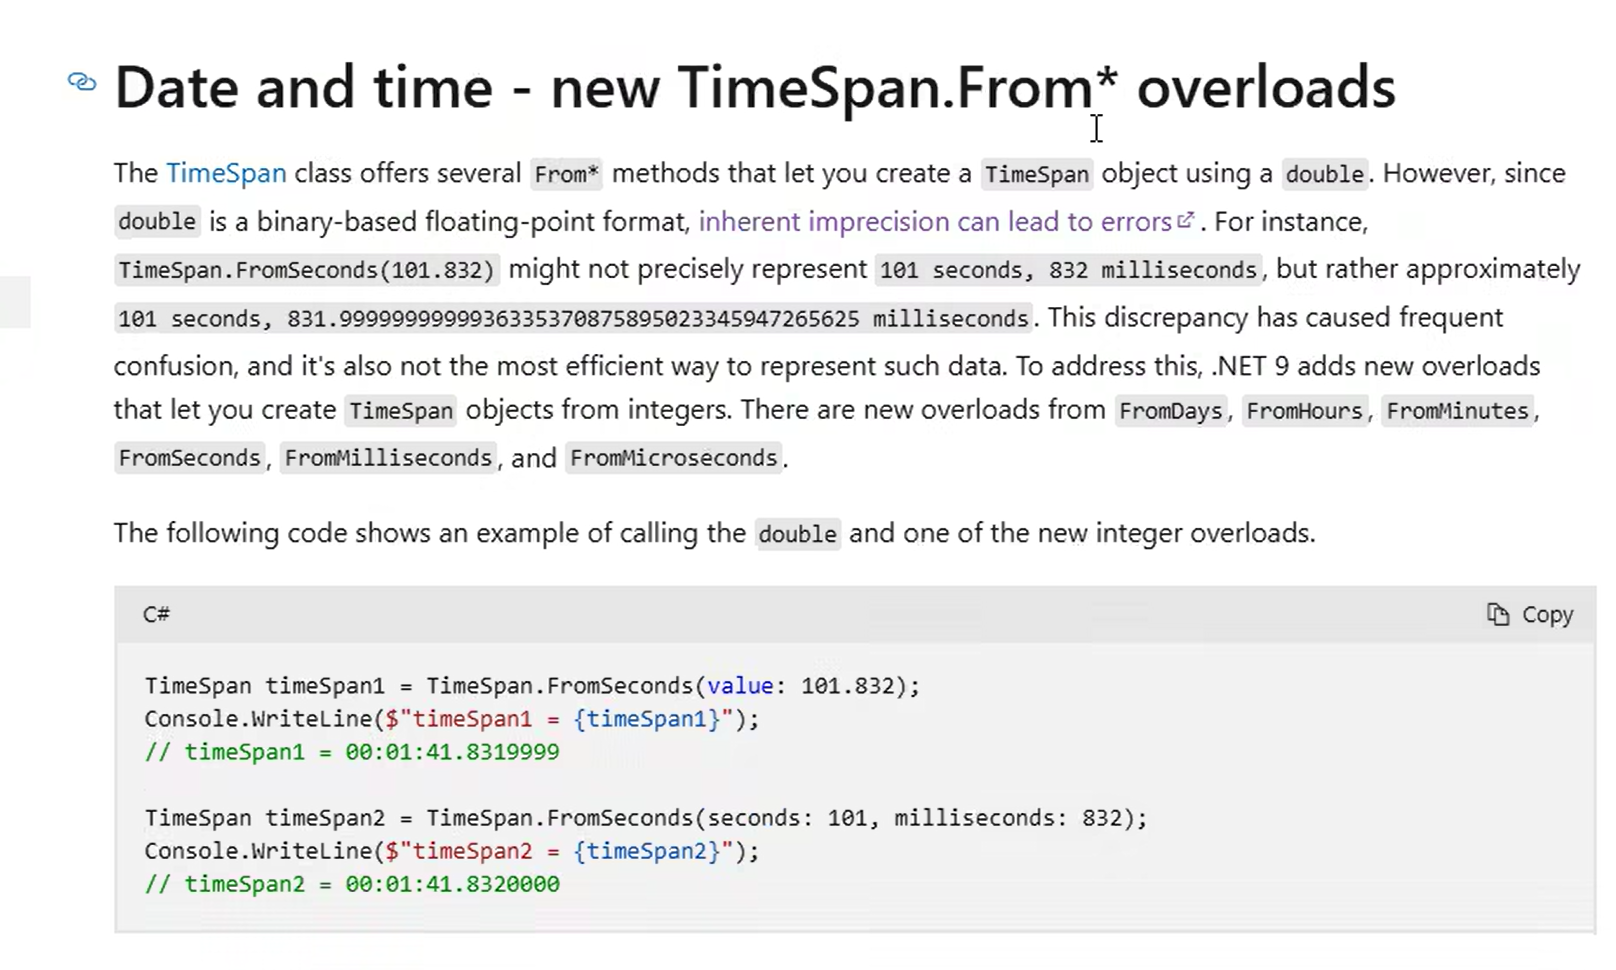 Date and time - new TimeSpan.From* overloads
The TimeSpan class offers several From* methods that let you create a TimeSpan object using a double. However, since
double is a binary-based floating-point format, inherent imprecision can lead to errors. For instance,
TimeSpan.FromSeconds(101.832) might not precisely represent 101 seconds, 832 milliseconds, but rather approximately
101 seconds, 831.9999999999936335370875895023345947265625 milliseconds. This discrepancy has caused frequent
confusion, and it's also not the most efficient way to represent such data. To address this, .NET 9 adds new overloads
that let you create TimeSpan objects from integers. There are new overloads from FromDays, FromHours, FromMinutes,
FromSeconds, FromMilliseconds, and FromMicroseconds.
The following code shows an example of calling the double and one of the new integer overloads.
C#
Copy
TimeSpan timeSpan1 = TimeSpan.FromSeconds(value: 101.832);
Console.WriteLine($"timeSpan1 = {timeSpan1}");
// timeSpan1 = 00:01:41.8319999
TimeSpan timeSpan2 = TimeSpan.FromSeconds(seconds: 101, milliseconds: 832);
Console.WriteLine($"timeSpan2 = {timeSpan2}");
// timeSpan2 = 00:01:41.8320000